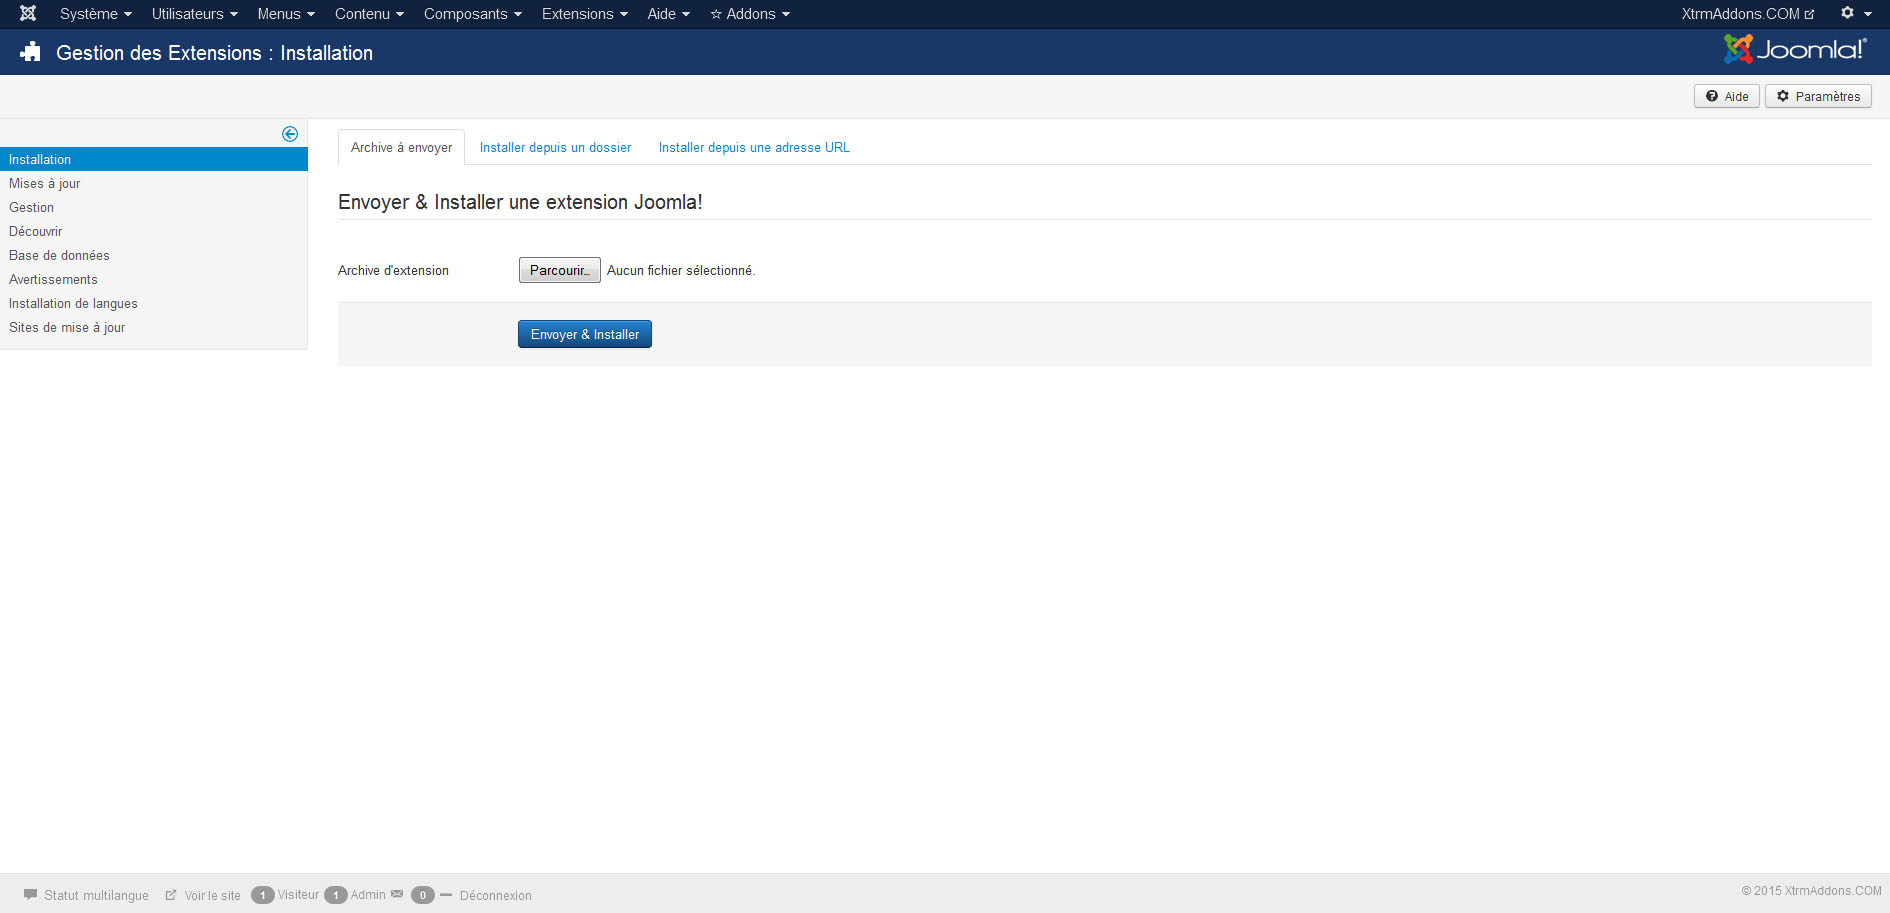 Système Utilisateurs Menus Contenu Composants Extensions Aide ☆ Addons XtrmAddons.COM
Gestion des Extensions : Installation Joomla!®
Aide Paramètres
Archive à envoyer Installer depuis un dossier Installer depuis une adresse URL
Installation
Mises à jour
Gestion
Découvrir
Base de données
Avertissements
Installation de langues
Sites de mise à jour
Envoyer & Installer une extension Joomla!
Archive d'extension Parcourir... Aucun fichier sélectionné.
Envoyer & Installer
Statut multilangue Voir le site 1 Visiteur 1 Admin 0 Déconnexion © 2015 XtrmAddons.COM